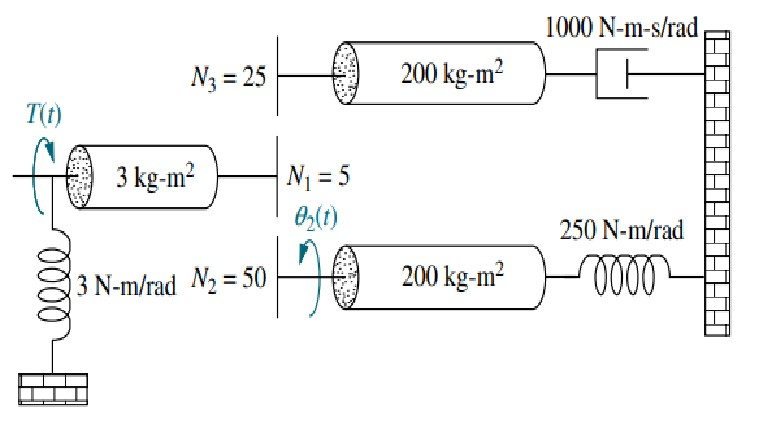 1000 N-m-s/rad
N₃ = 25
200 kg-m²
T(t)
3 kg-m²
N₁ = 5
θ₂(t)
250 N-m/rad
3 N-m/rad
N₂ = 50
200 kg-m²